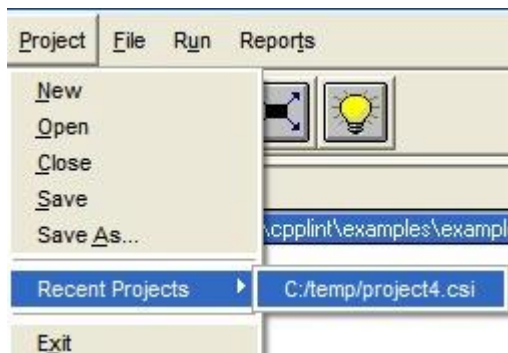 Project File Run Reports
New
Open
Close
Save
Save As...
\cpplint\examples\exampl
Recent Projects
C:/temp/project4.csi
Exit